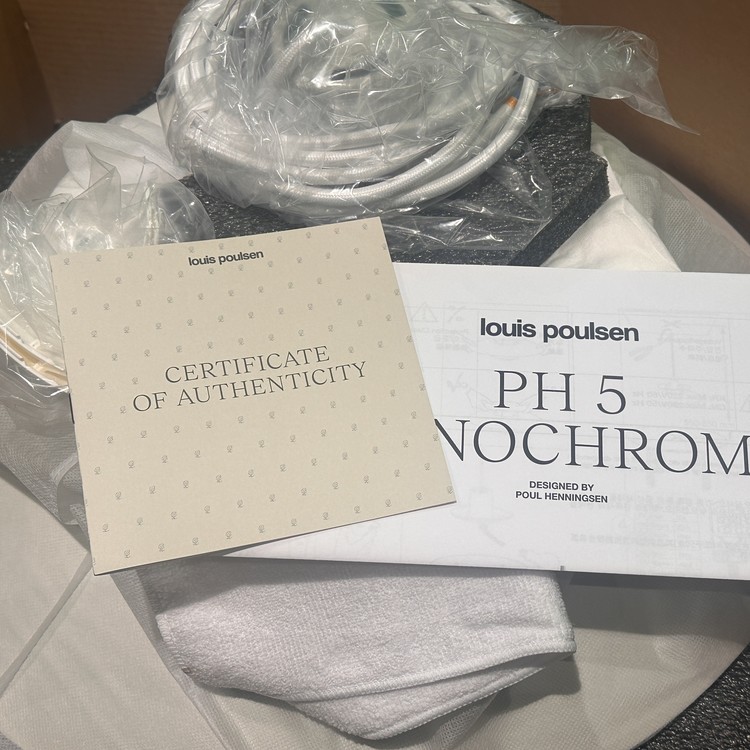 louis poulsen
CERTIFICATE
OF AUTHENTICITY
louis poulsen
PH 5
NOCHROM
DESIGNED BY
POUL HENNINGSEN